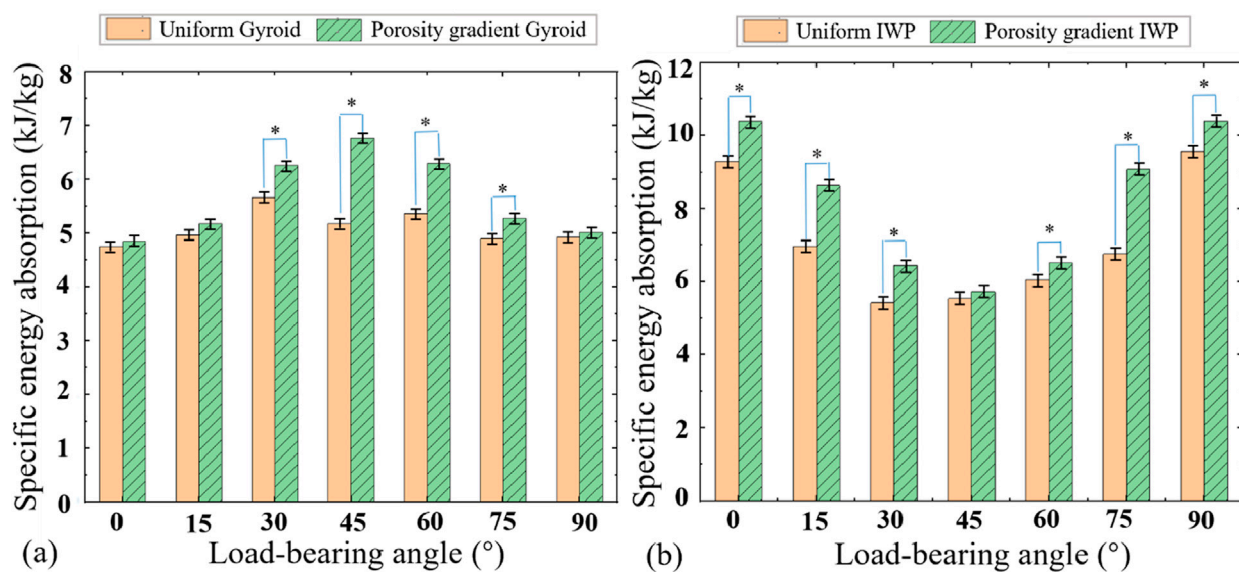 Uniform Gyroid Porosity gradient Gyroid
Specific energy absorption (kJ/kg)
8
7
6
5
4
3
2
1
0
* * * *
0 15 30 45 60 75 90
Load-bearing angle (°)
(a)
Uniform IWP Porosity gradient IWP
Specific energy absorption (kJ/kg)
12
10
8
6
4
2
0
* * * * * *
0 15 30 45 60 75 90
Load-bearing angle (°)
(b)